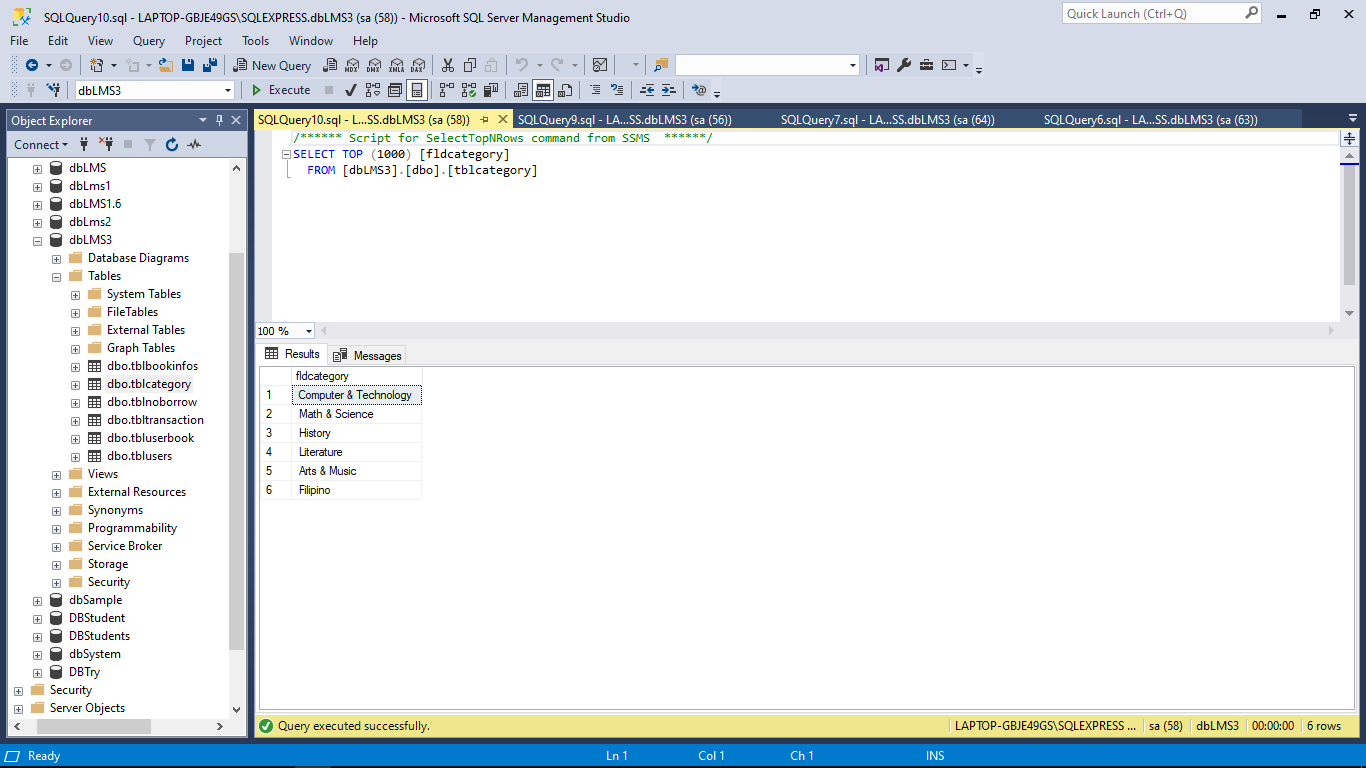 SQLQuery10.sql - LAPTOP-GBJE49GS\SQLEXPRESS.dbLMS3 (sa (58)) - Microsoft SQL Server Management Studio
Quick Launch (Ctrl+Q)
File Edit View Query Project Tools Window Help
New Query MDX DMX XMLA DAX
dbLMS3 Execute
Object Explorer
Connect
dbLMS
dbLms1
dbLMS1.6
dbLms2
dbLMS3
Database Diagrams
Tables
System Tables
FileTables
External Tables
Graph Tables
dbo.tblbookinfos
dbo.tblcategory
dbo.tblnoborrow
dbo.tbltransaction
dbo.tbluserbook
dbo.tblusers
Views
External Resources
Synonyms
Programmability
Service Broker
Storage
Security
dbSample
DBStudent
DBStudents
dbSystem
DBTry
Security
Server Objects
SQLQuery10.sql - L...SS.dbLMS3 (sa (58)) SQLQuery9.sql - LA...SS.dbLMS3 (sa (56)) SQLQuery7.sql - LA...SS.dbLMS3 (sa (64)) SQLQuery6.sql - LA...SS.dbLMS3 (sa (63))
/****** Script for SelectTopNRows command from SSMS ******/
SELECT TOP (1000) [fldcategory]
FROM [dbLMS3].[dbo].[tblcategory]
100 %
Results Messages
fldcategory
1 Computer & Technology
2 Math & Science
3 History
4 Literature
5 Arts & Music
6 Filipino
Query executed successfully. LAPTOP-GBJE49GS\SQLEXPRESS ... sa (58) dbLMS3 00:00:00 6 rows
Ready Ln 1 Col 1 Ch 1 INS